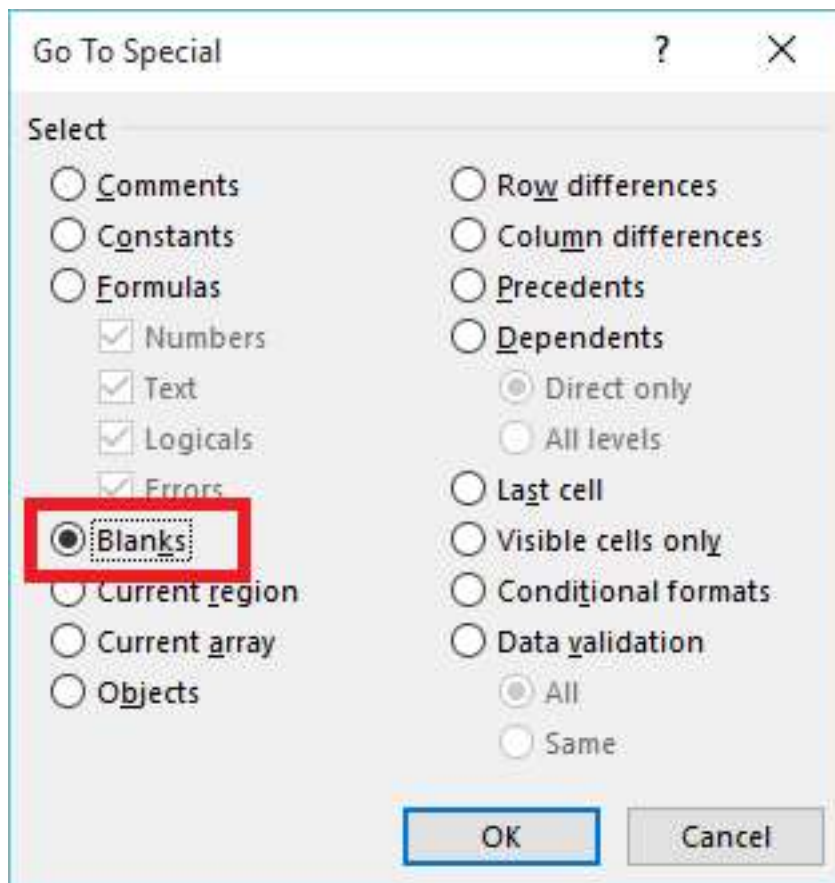 Go To Special ?
Select
Comments
Constants
Formulas
Numbers
Text
Logicals
Errors
Blanks
Current region
Current array
Objects
Row differences
Column differences
Precedents
Dependents
Direct only
All levels
Last cell
Visible cells only
Conditional formats
Data validation
All
Same
OK
Cancel